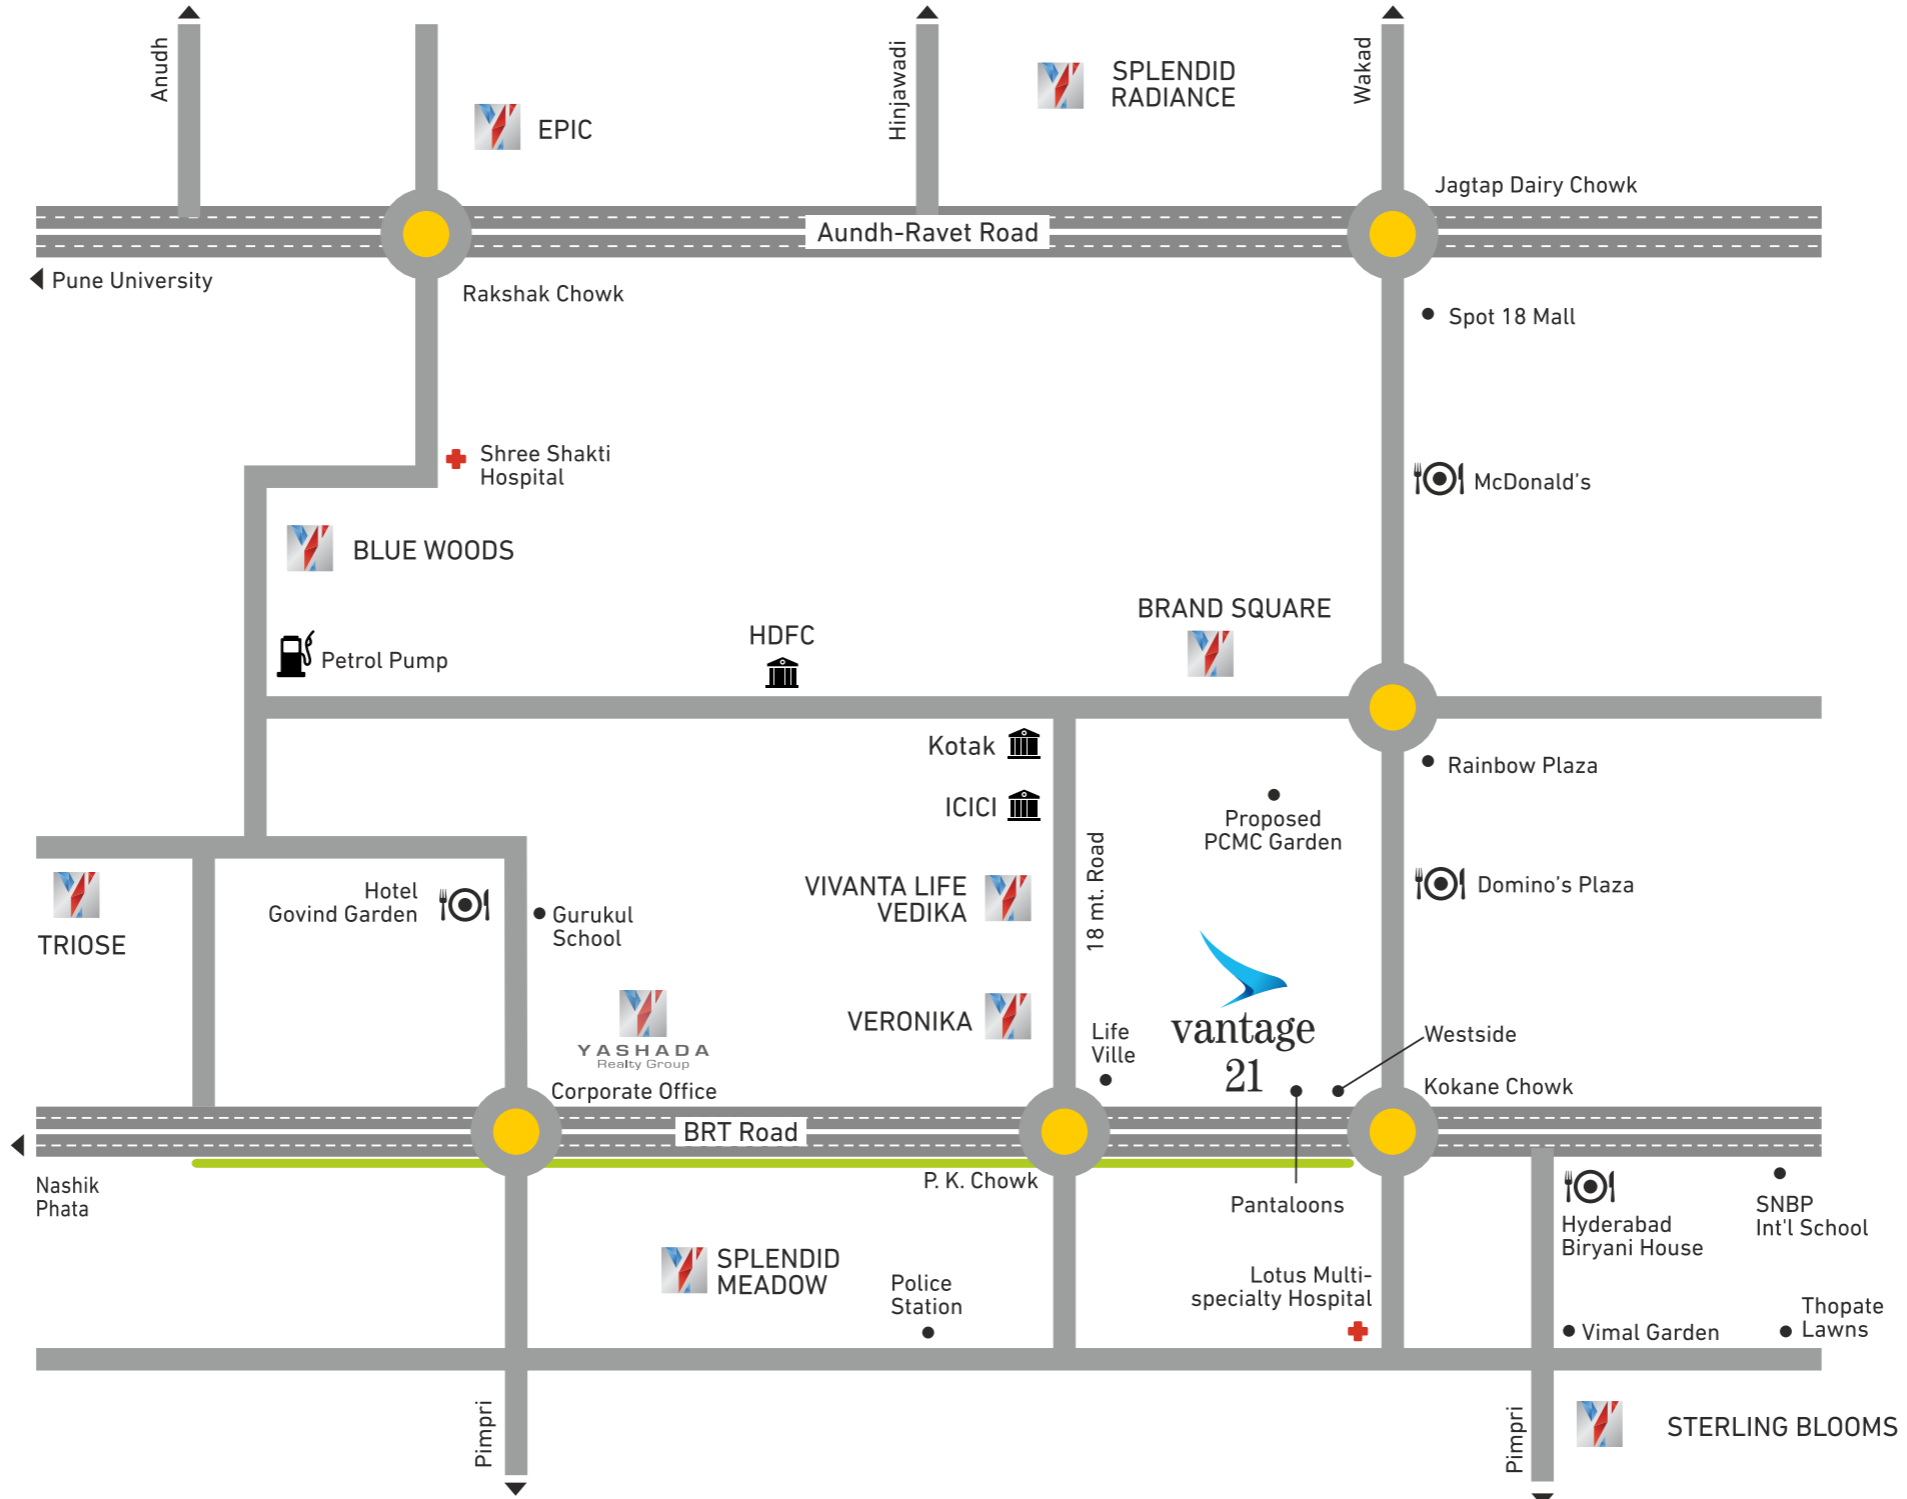 Anudh
Hinjawadi
Wakad
SPLENDID
RADIANCE
EPIC
Jagtap Dairy Chowk
Aundh-Ravet Road
Pune University
Rakshak Chowk
Spot 18 Mall
Shree Shakti
Hospital
McDonald's
BLUE WOODS
BRAND SQUARE
HDFC
Petrol Pump
Kotak
Rainbow Plaza
ICICI
Proposed
PCMC Garden
18 mt. Road
VIVANTA LIFE
VEDIKA
Domino's Plaza
Hotel
Govind Garden
Gurukul
School
TRIOSE
VERONIKA
Life
Ville
vantage
21
Westside
YASHADA
Realty Group
Corporate Office
Kokane Chowk
BRT Road
Nashik
Phata
P. K. Chowk
Pantaloons
Hyderabad
Biryani House
SNBP
Int'l School
SPLENDID
MEADOW
Police
Station
Lotus Multi-
specialty Hospital
Vimal Garden
Thopate
Lawns
Pimpri
Pimpri
STERLING BLOOMS